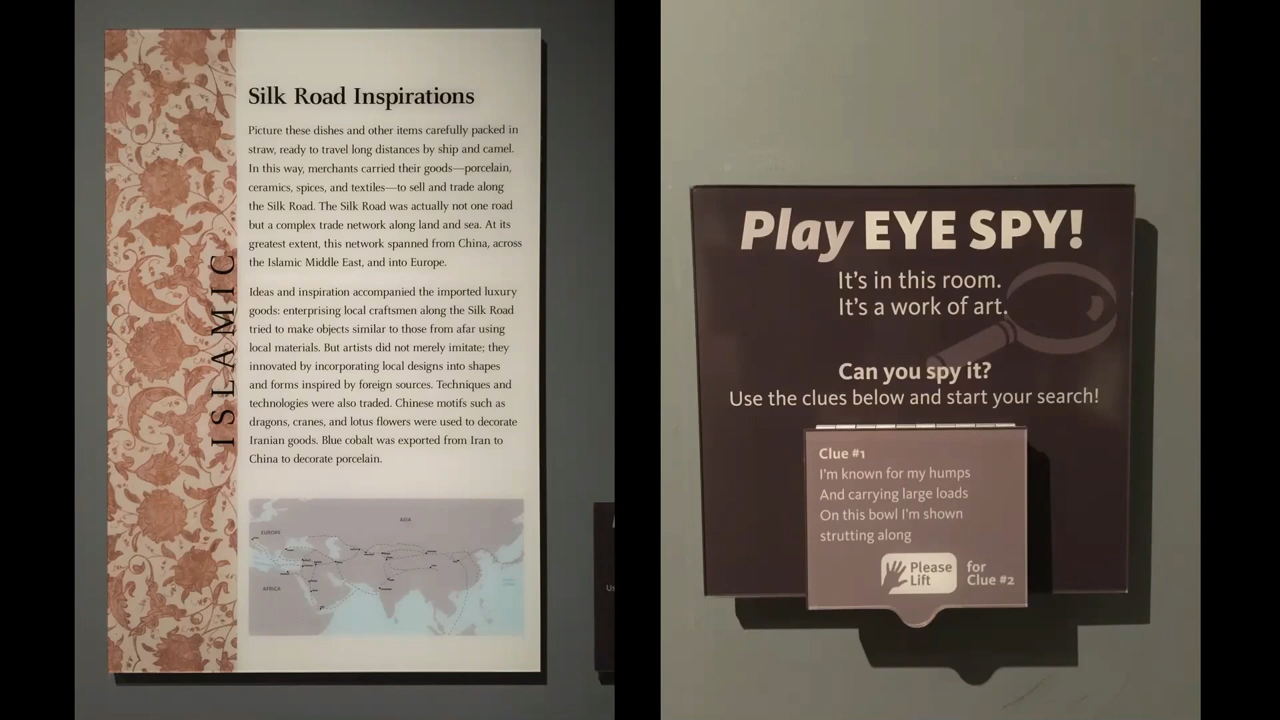 ISLAMIC
Silk Road Inspirations
Picture these dishes and other items carefully packed in
straw, ready to travel long distances by ship and camel.
In this way, merchants carried their goods—porcelain,
ceramics, spices, and textiles—to sell and trade along
the Silk Road. The Silk Road was actually not one road
but a complex trade network along land and sea. At its
greatest extent, this network spanned from China, across
the Islamic Middle East, and into Europe.
Ideas and inspiration accompanied the imported luxury
goods: enterprising local craftsmen along the Silk Road
tried to make objects similar to those from afar using
local materials. But artists did not merely imitate; they
innovated by incorporating local designs into shapes
and forms inspired by foreign sources. Techniques and
technologies were also traded. Chinese motifs such as
dragons, cranes, and lotus flowers were used to decorate
Iranian goods. Blue cobalt was exported from Iran to
China to decorate porcelain.
ASIA
EUROPE
AFRICA
Play EYE SPY!
It's in this room.
It's a work of art.
Can you spy it?
Use the clues below and start your search!
Clue #1
I'm known for my humps
And carrying large loads
On this bowl I'm shown
strutting along
Please
Lift
for
Clue #2